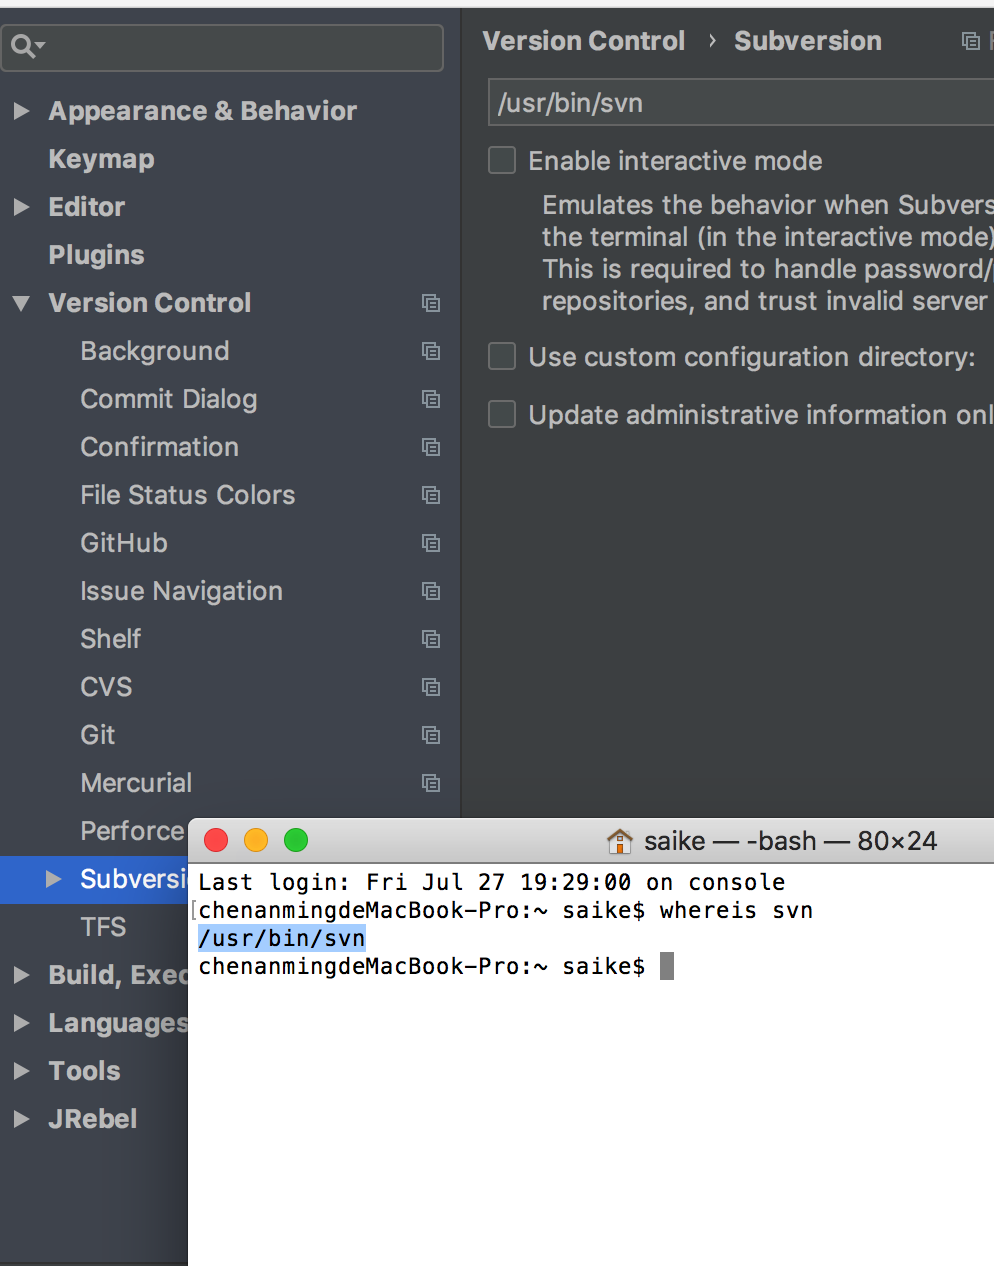 Appearance & Behavior
Keymap
Editor
Plugins
Version Control
Background
Commit Dialog
Confirmation
File Status Colors
GitHub
Issue Navigation
Shelf
CVS
Git
Mercurial
Perforce
Subversi
TFS
Build, Exec
Languages
Tools
JRebel
Version Control › Subversion
/usr/bin/svn
Enable interactive mode
Emulates the behavior when Subvers
the terminal (in the interactive mode)
This is required to handle password/
repositories, and trust invalid server
Use custom configuration directory:
Update administrative information onl
saike — -bash — 80×24
Last login: Fri Jul 27 19:29:00 on console
[chenanmingdeMacBook-Pro:~ saike$ whereis svn
/usr/bin/svn
chenanmingdeMacBook-Pro:~ saike$